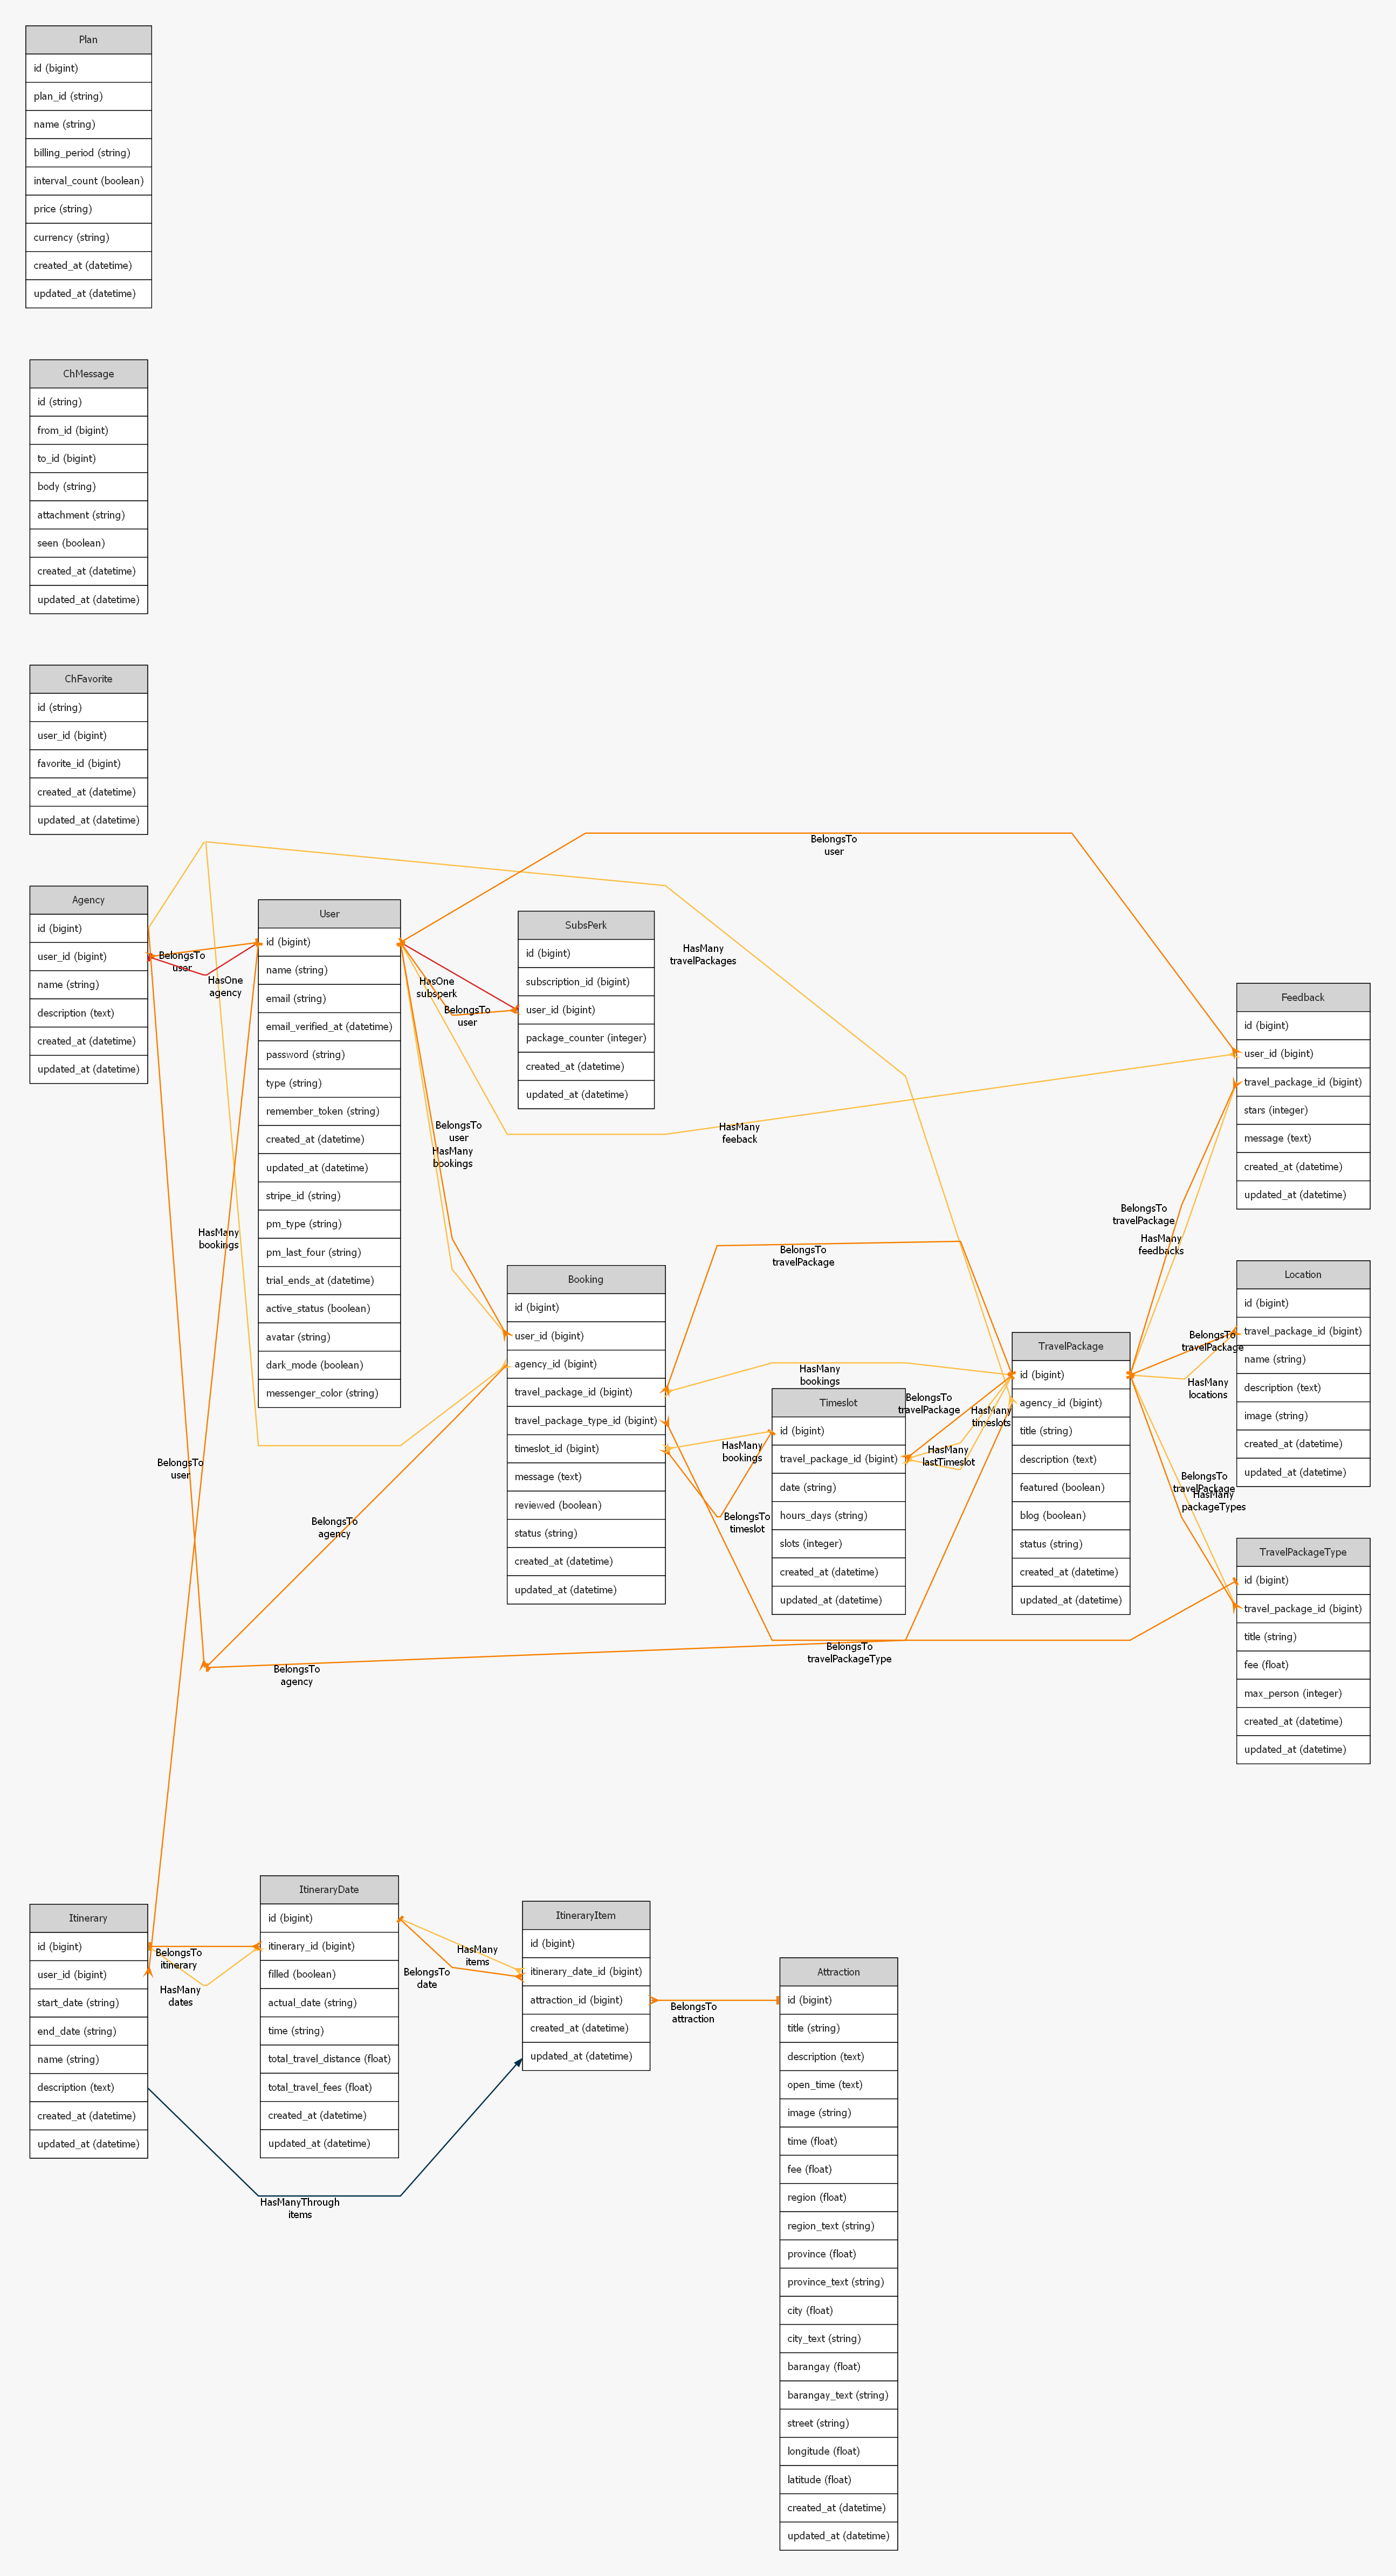 Plan
id (bigint)
plan_id (string)
name (string)
billing_period (string)
interval_count (boolean)
price (string)
currency (string)
created_at (datetime)
updated_at (datetime)
ChMessage
id (string)
from_id (bigint)
to_id (bigint)
body (string)
attachment (string)
seen (boolean)
created_at (datetime)
updated_at (datetime)
ChFavorite
id (string)
user_id (bigint)
favorite_id (bigint)
created_at (datetime)
updated_at (datetime)
Agency
id (bigint)
user_id (bigint)
name (string)
description (text)
created_at (datetime)
updated_at (datetime)
BelongsTo
user
HasOne
agency
User
id (bigint)
name (string)
email (string)
email_verified_at (datetime)
password (string)
type (string)
remember_token (string)
created_at (datetime)
updated_at (datetime)
stripe_id (string)
pm_type (string)
pm_last_four (string)
trial_ends_at (datetime)
active_status (boolean)
avatar (string)
dark_mode (boolean)
messenger_color (string)
HasOne
subsperk
BelongsTo
user
SubsPerk
id (bigint)
subscription_id (bigint)
user_id (bigint)
package_counter (integer)
created_at (datetime)
updated_at (datetime)
BelongsTo
user
HasMany
travelPackages
HasMany
feeback
BelongsTo
user
HasMany
bookings
HasMany
bookings
BelongsTo
user
BelongsTo
agency
BelongsTo
agency
Booking
id (bigint)
user_id (bigint)
agency_id (bigint)
travel_package_id (bigint)
travel_package_type_id (bigint)
timeslot_id (bigint)
message (text)
reviewed (boolean)
status (string)
created_at (datetime)
updated_at (datetime)
BelongsTo
travelPackage
HasMany
bookings
HasMany
bookings
BelongsTo
timeslot
Timeslot
id (bigint)
travel_package_id (bigint)
date (string)
hours_days (string)
slots (integer)
created_at (datetime)
updated_at (datetime)
BelongsTo
travelPackage
HasMany
timeslots
HasMany
lastTimeslot
BelongsTo
travelPackageType
TravelPackage
id (bigint)
agency_id (bigint)
title (string)
description (text)
featured (boolean)
blog (boolean)
status (string)
created_at (datetime)
updated_at (datetime)
BelongsTo
travelPackage
HasMany
feedbacks
BelongsTo
travelPackage
HasMany
locations
BelongsTo
travelPackage
HasMany
packageTypes
Feedback
id (bigint)
user_id (bigint)
travel_package_id (bigint)
stars (integer)
message (text)
created_at (datetime)
updated_at (datetime)
Location
id (bigint)
travel_package_id (bigint)
name (string)
description (text)
image (string)
created_at (datetime)
updated_at (datetime)
TravelPackageType
id (bigint)
travel_package_id (bigint)
title (string)
fee (float)
max_person (integer)
created_at (datetime)
updated_at (datetime)
Itinerary
id (bigint)
user_id (bigint)
start_date (string)
end_date (string)
name (string)
description (text)
created_at (datetime)
updated_at (datetime)
BelongsTo
itinerary
HasMany
dates
ItineraryDate
id (bigint)
itinerary_id (bigint)
filled (boolean)
actual_date (string)
time (string)
total_travel_distance (float)
total_travel_fees (float)
created_at (datetime)
updated_at (datetime)
HasManyThrough
items
HasMany
items
BelongsTo
date
ItineraryItem
id (bigint)
itinerary_date_id (bigint)
attraction_id (bigint)
created_at (datetime)
updated_at (datetime)
BelongsTo
attraction
Attraction
id (bigint)
title (string)
description (text)
open_time (text)
image (string)
time (float)
fee (float)
region (float)
region_text (string)
province (float)
province_text (string)
city (float)
city_text (string)
barangay (float)
barangay_text (string)
street (string)
longitude (float)
latitude (float)
created_at (datetime)
updated_at (datetime)